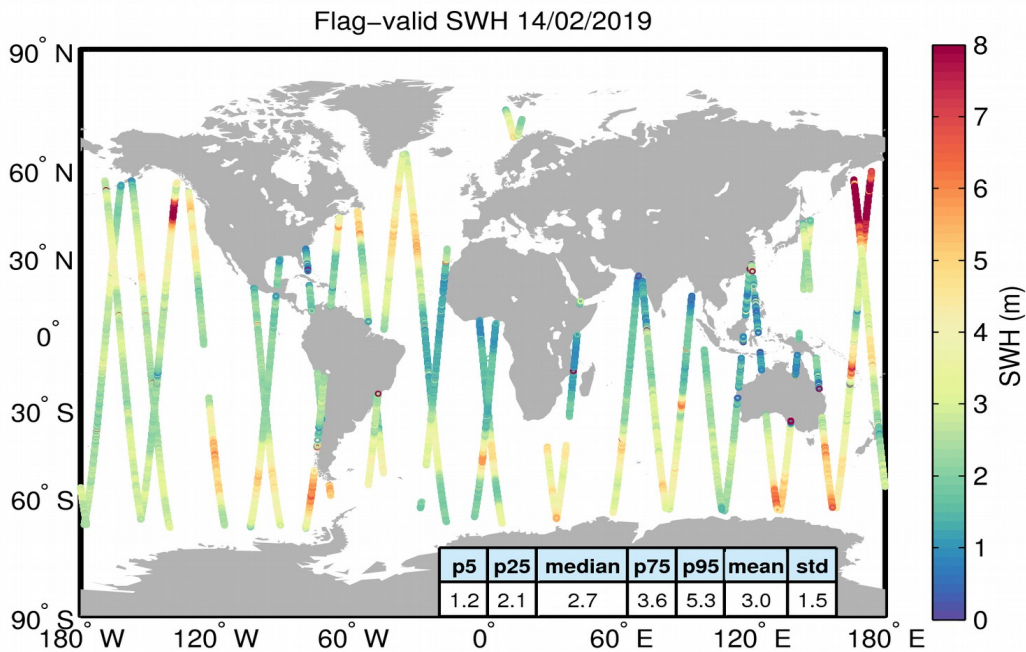 Flag–valid SWH 14/02/2019
90° N
60° N
30° N
0°
30° S
60° S
90° S
180° W
120° W
60° W
0°
60° E
120° E
180° E
p5 p25 median p75 p95 mean std
1.2 2.1 2.7 3.6 5.3 3.0 1.5
8
7
6
5
4
3
2
1
0
SWH (m)